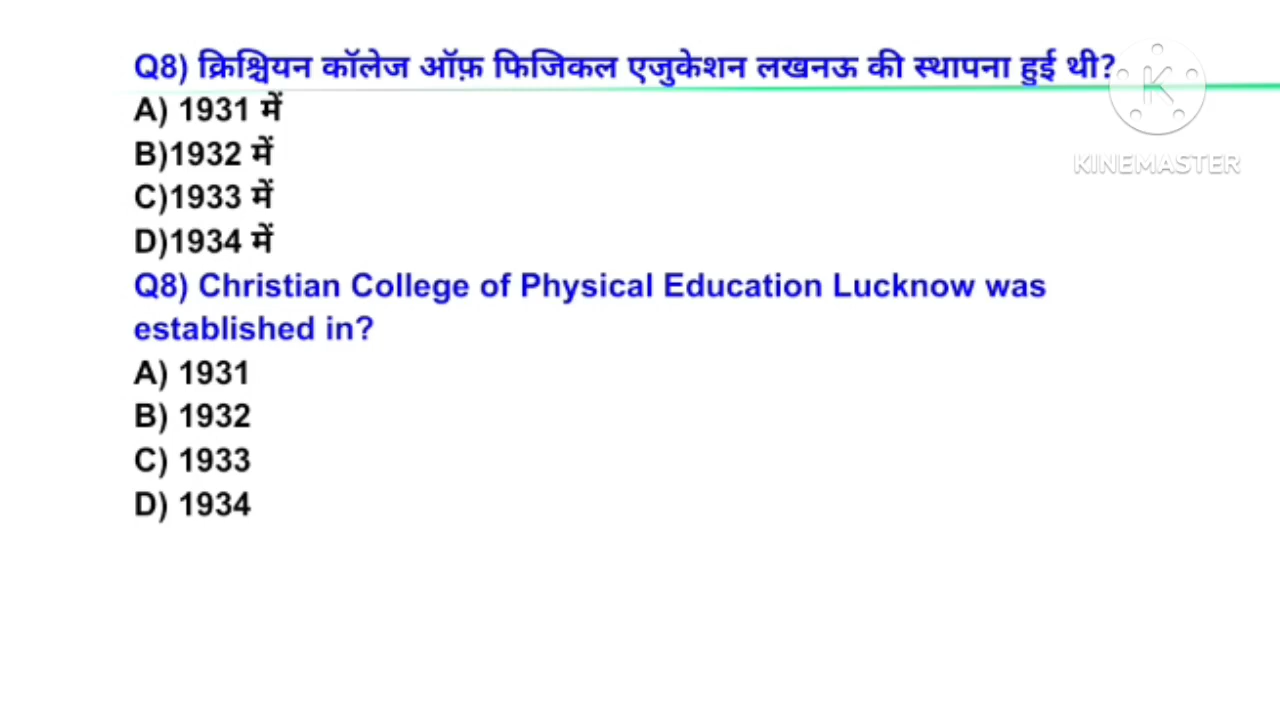 Q8) क्रिश्चियन कॉलेज ऑफ़ फिजिकल एजुकेशन लखनऊ की स्थापना हुई थी?
A) 1931 में
B)1932 में
C)1933 में
D)1934 में
Q8) Christian College of Physical Education Lucknow was
established in?
A) 1931
B) 1932
C) 1933
D) 1934
K
KINEMASTER